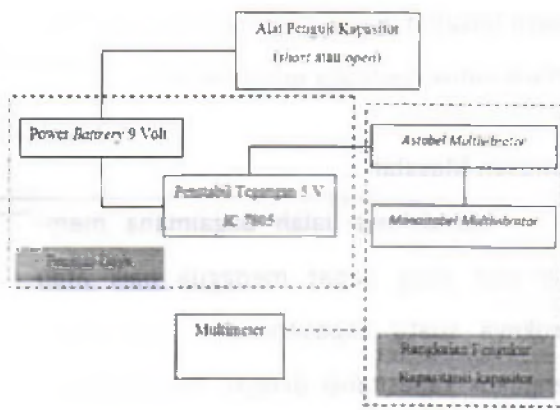 Alat Penguji Kapasitor
(short atau open)
Power Battrery 9 Volt
Astabel Multivibrator
Penstabil Tegangan 5 V
IC 7805
Monostabel Multivibrator
Multimeter
Rangkaian Pengukur
Kapasitansi kapasitor